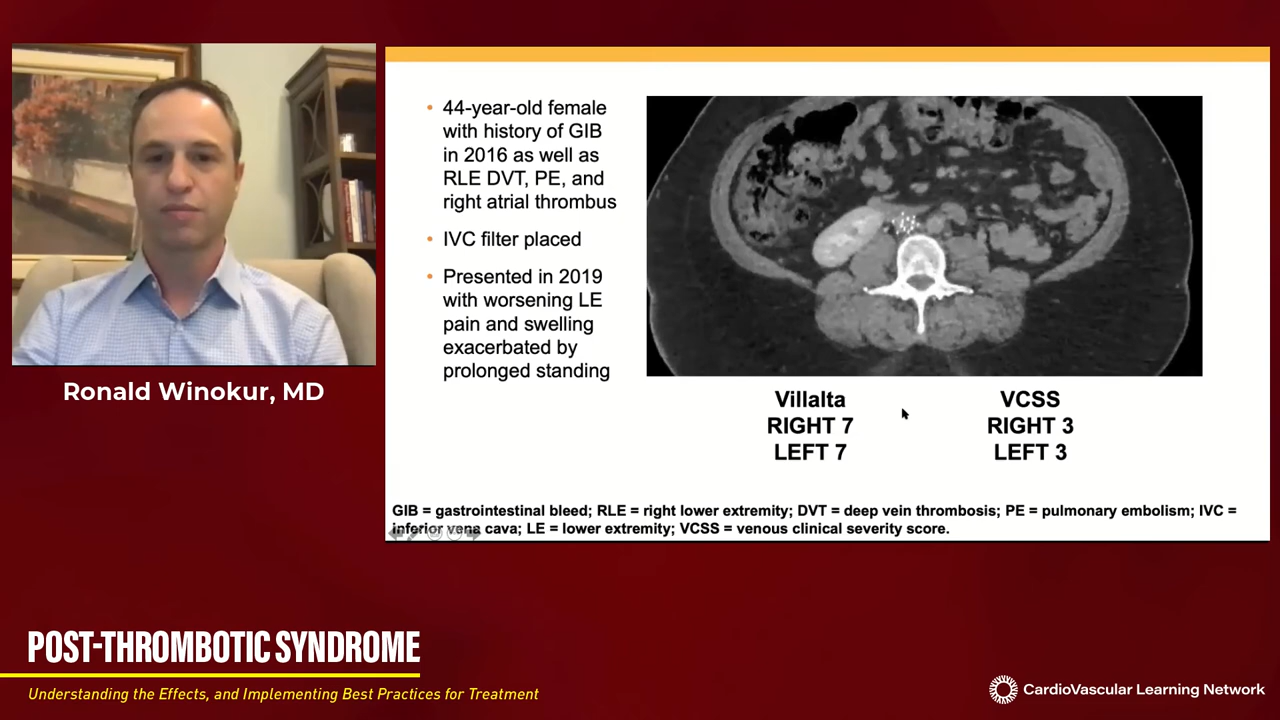 • 44-year-old female
with history of GIB
in 2016 as well as
RLE DVT, PE, and
right atrial thrombus
• IVC filter placed
• Presented in 2019
with worsening LE
pain and swelling
exacerbated by
prolonged standing
Villalta
RIGHT 7
LEFT 7
VCSS
RIGHT 3
LEFT 3
GIB = gastrointestinal bleed; RLE = right lower extremity; DVT = deep vein thrombosis; PE = pulmonary embolism; IVC =
inferior vena cava; LE = lower extremity; VCSS = venous clinical severity score.
Ronald Winokur, MD
POST-THROMBOTIC SYNDROME
Understanding the Effects, and Implementing Best Practices for Treatment
CardioVascular Learning Network